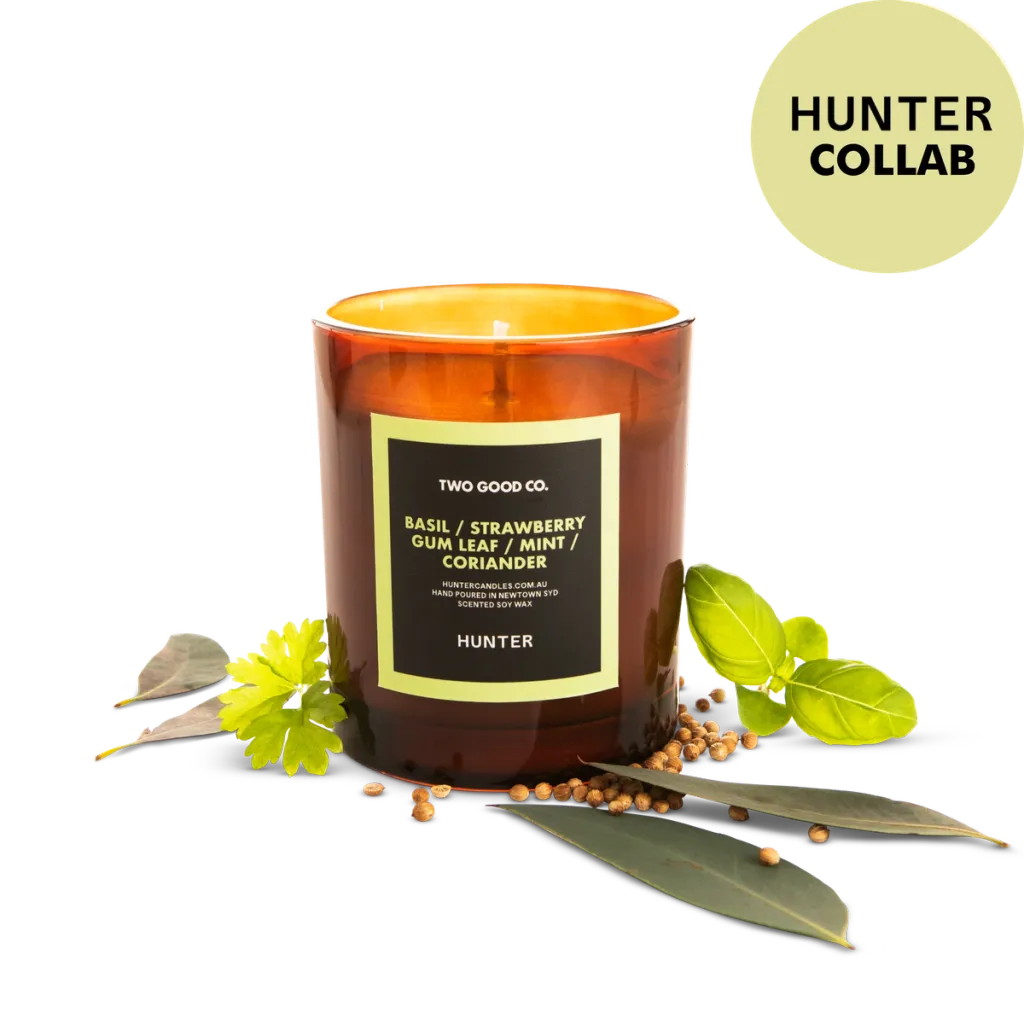 HUNTER
COLLAB
TWO GOOD CO.
BASIL / STRAWBERRY
GUM LEAF / MINT /
CORIANDER
HUNTERCANDLES.COM.AU
HAND POURED IN NEWTOWN SYD
SCENTED SOY WAX
HUNTER